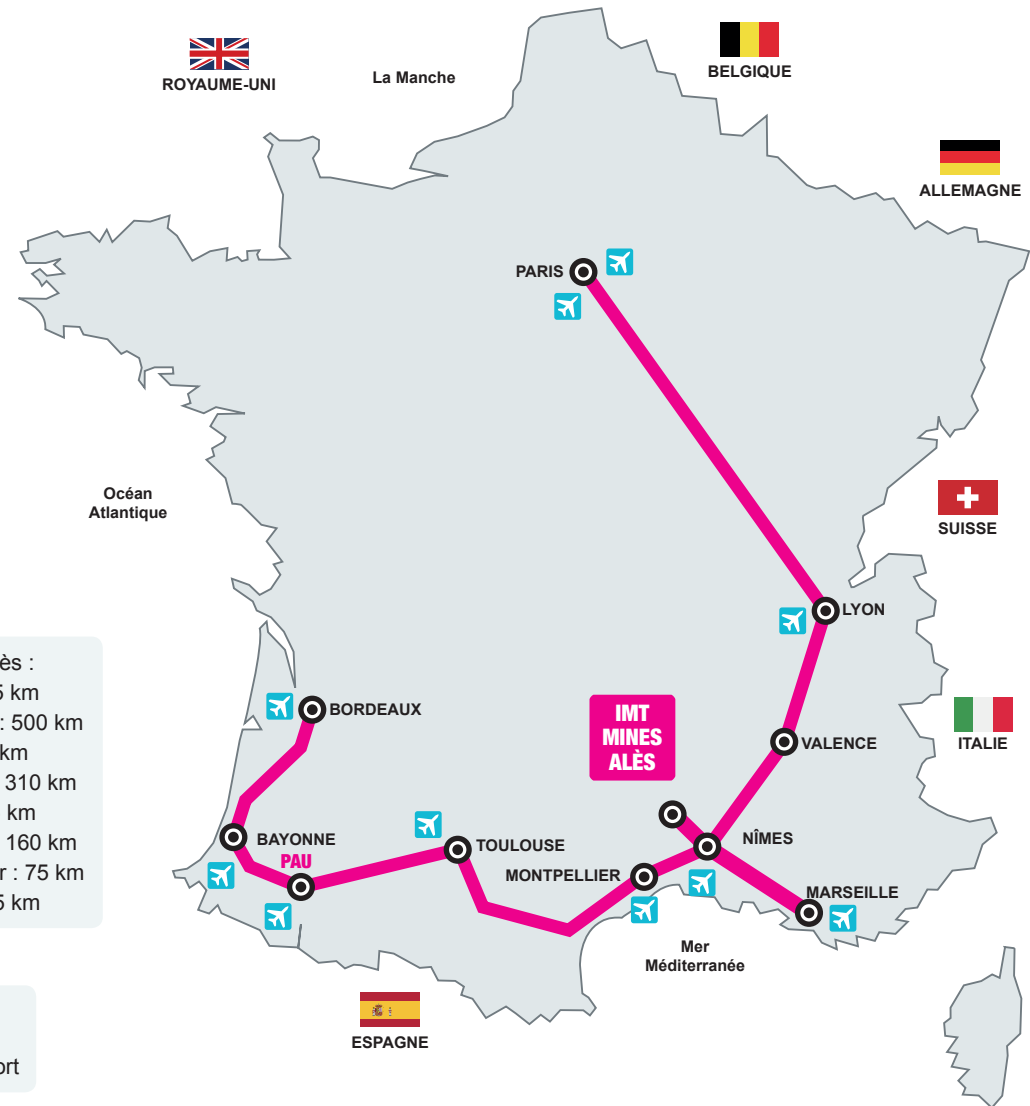 ROYAUME-UNI
La Manche
BELGIQUE
ALLEMAGNE
PARIS
Océan
Atlantique
SUISSE
LYON
ès :
5 km
: 500 km
km
310 km
km
160 km
r : 75 km
5 km
BORDEAUX
IMT
MINES
ALÈS
VALENCE
ITALIE
BAYONNE
PAU
TOULOUSE
NÎMES
MONTPELLIER
MARSEILLE
Mer
Méditerranée
ESPAGNE
ort